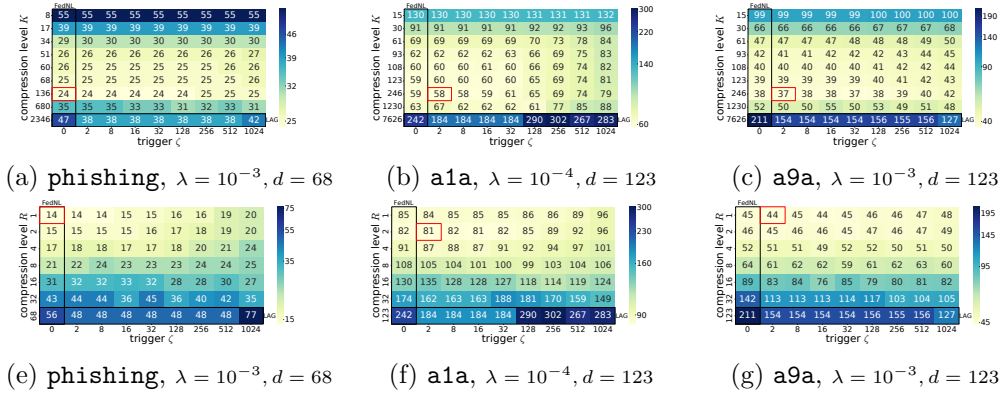 FedNL
8 55 55 55 55 55 55 55 55 55
17 39 39 39 39 39 39 39 39 39
34 29 30 30 30 30 30 30 30 30
51 26 26 26 26 26 26 26 26 27
60 25 25 25 25 25 25 25 25 26
68 25 25 25 25 25 25 25 25 26
136 24 24 24 24 24 24 24 25 25
680 35 35 35 33 33 31 32 33 31
2346 47 38 38 38 38 38 38 38 42 LAG
0 2 8 16 32 128 256 512 1024
compression level K
trigger ζ
46
39
32
25
(a) phishing, λ = 10⁻³, d = 68
FedNL
15 130 130 130 130 130 131 131 131 132
30 91 91 91 91 91 92 92 93 96
61 69 69 69 69 69 70 73 78 84
93 62 62 62 62 63 66 69 75 83
108 60 60 60 60 60 66 69 74 82
123 60 60 60 60 60 65 69 74 81
246 58 58 58 58 58 65 69 74 79
1230 63 67 62 62 62 61 77 85 88
7626 242 184 184 184 184 290 302 267 283 LAG
0 2 8 16 32 128 256 512 1024
compression level K
trigger ζ
300
220
140
60
(b) a1a, λ = 10⁻⁴, d = 123
FedNL
15 99 99 99 99 99 100 100 100 100
30 66 66 66 66 67 67 67 67 68
61 47 47 47 47 48 48 48 49 50
93 41 42 42 42 42 43 43 44 45
108 40 40 40 40 40 41 42 42 44
123 39 39 39 39 40 40 41 42 43
246 38 37 38 37 38 38 39 40 42
1230 52 50 50 55 50 53 49 51 48
7626 211 154 154 154 156 155 156 155 127 LAG
0 2 8 16 32 128 256 512 1024
compression level K
trigger ζ
190
140
90
40
(c) a9a, λ = 10⁻³, d = 123
FedNL
1 14 14 14 15 15 16 16 19 20
2 15 15 15 15 16 16 17 19 20
4 17 18 18 18 18 20 21 24
8 21 22 24 23 23 24 24 25
16 31 32 32 33 32 28 28 30 27
32 43 44 44 36 45 36 40 42 35
68 56 48 48 48 48 48 48 48 77 LAG
0 2 8 16 32 128 256 512 1024
compression level R
trigger ζ
75
55
35
15
(e) phishing, λ = 10⁻³, d = 68
FedNL
1 85 84 85 85 85 86 87 89 96
2 82 81 82 82 82 85 89 92 96
4 91 87 88 87 91 92 94 97 101
8 108 105 104 101 100 99 103 104 106
16 130 135 128 128 127 118 114 119 124
32 174 162 163 163 188 181 170 159 149
123 242 184 184 184 184 290 302 267 283 LAG
0 2 8 16 32 128 256 512 1024
compression level R
trigger ζ
300
230
160
90
(f) a1a, λ = 10⁻⁴, d = 123
FedNL
1 45 44 45 46 46 46 46 47 48
2 46 45 46 46 46 47 47 49 49
4 52 51 51 50 49 52 50 51 50
8 64 61 62 62 59 61 62 63 60
16 89 83 82 84 75 79 80 81 82
32 142 113 113 113 114 117 103 104 105
123 211 154 154 154 156 155 156 155 127 LAG
0 2 8 16 32 128 256 512 1024
compression level R
trigger ζ
195
145
95
45
(g) a9a, λ = 10⁻³, d = 123